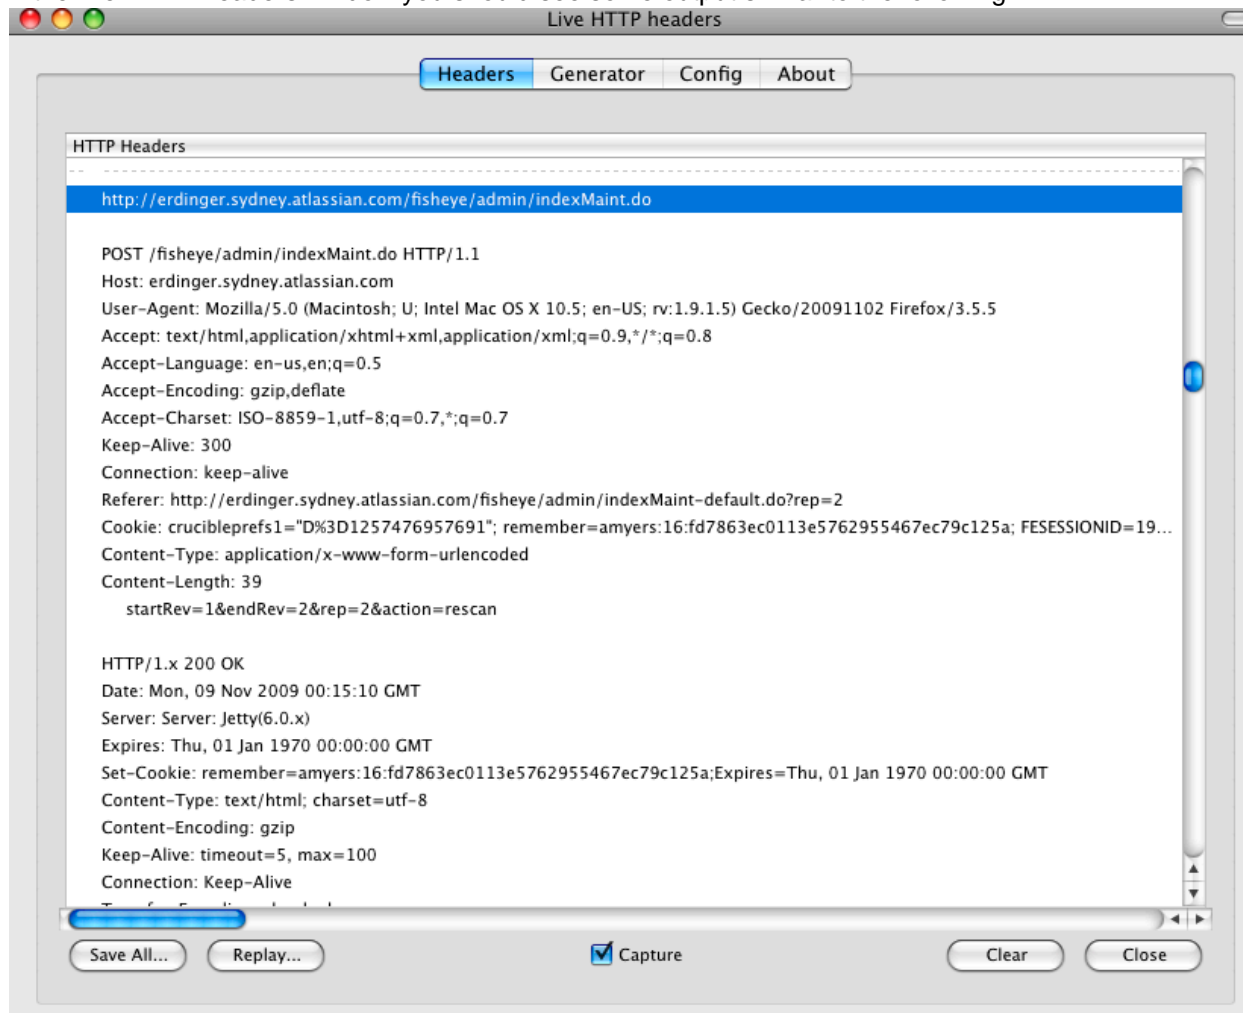 Live HTTP headers
Headers Generator Config About
HTTP Headers
http://erdinger.sydney.atlassian.com/fisheye/admin/indexMaint.do
POST /fisheye/admin/indexMaint.do HTTP/1.1
Host: erdinger.sydney.atlassian.com
User-Agent: Mozilla/5.0 (Macintosh; U; Intel Mac OS X 10.5; en-US; rv:1.9.1.5) Gecko/20091102 Firefox/3.5.5
Accept: text/html,application/xhtml+xml,application/xml;q=0.9,*/*;q=0.8
Accept-Language: en-us,en;q=0.5
Accept-Encoding: gzip,deflate
Accept-Charset: ISO-8859-1,utf-8;q=0.7,*;q=0.7
Keep-Alive: 300
Connection: keep-alive
Referer: http://erdinger.sydney.atlassian.com/fisheye/admin/indexMaint-default.do?rep=2
Cookie: crucibleprefs1="D%3D1257476957691"; remember=amyers:16:fd7863ec0113e5762955467ec79c125a; FESESSIONID=19...
Content-Type: application/x-www-form-urlencoded
Content-Length: 39
startRev=1&endRev=2&rep=2&action=rescan
HTTP/1.x 200 OK
Date: Mon, 09 Nov 2009 00:15:10 GMT
Server: Server: Jetty(6.0.x)
Expires: Thu, 01 Jan 1970 00:00:00 GMT
Set-Cookie: remember=amyers:16:fd7863ec0113e5762955467ec79c125a;Expires=Thu, 01 Jan 1970 00:00:00 GMT
Content-Type: text/html; charset=utf-8
Content-Encoding: gzip
Keep-Alive: timeout=5, max=100
Connection: Keep-Alive
Save All... Replay... Capture Clear Close